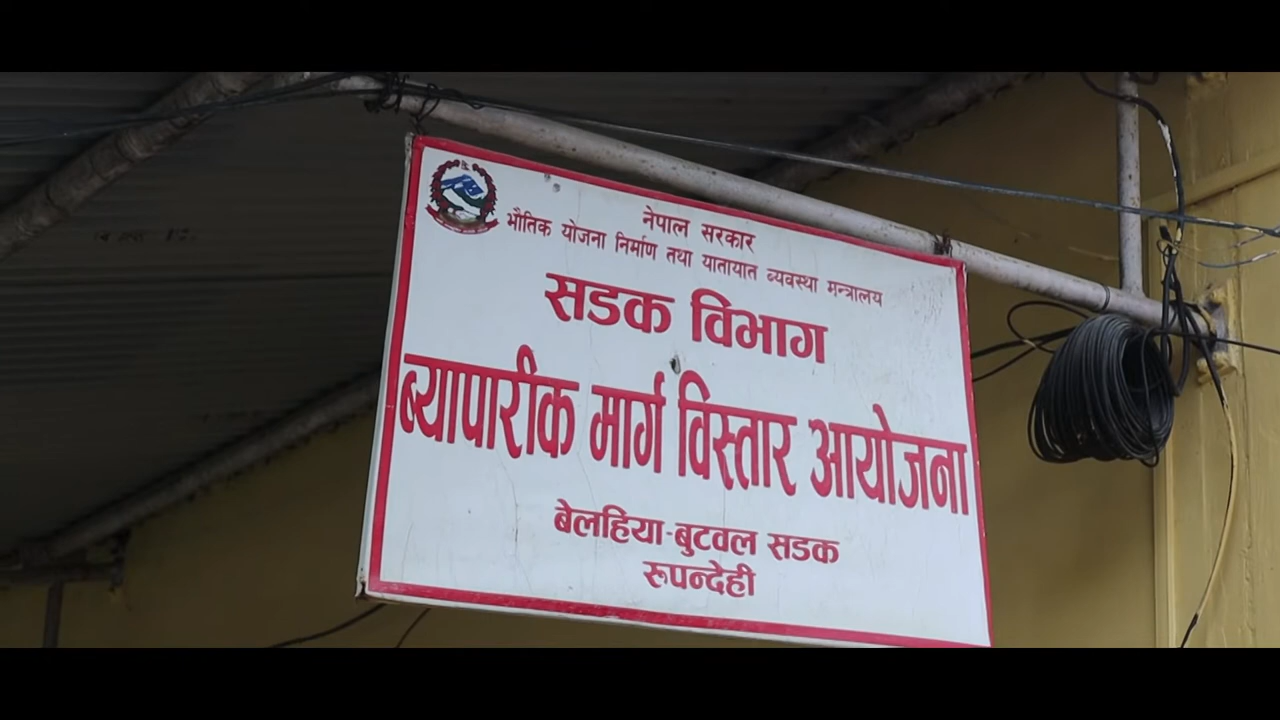 नेपाल सरकार
भौतिक योजना निर्माण तथा यातायात व्यवस्था मन्त्रालय
सडक विभाग
ब्यापारीक मार्ग विस्तार आयोजना
बेलहिया-बुटवल सडक
रुपन्देही